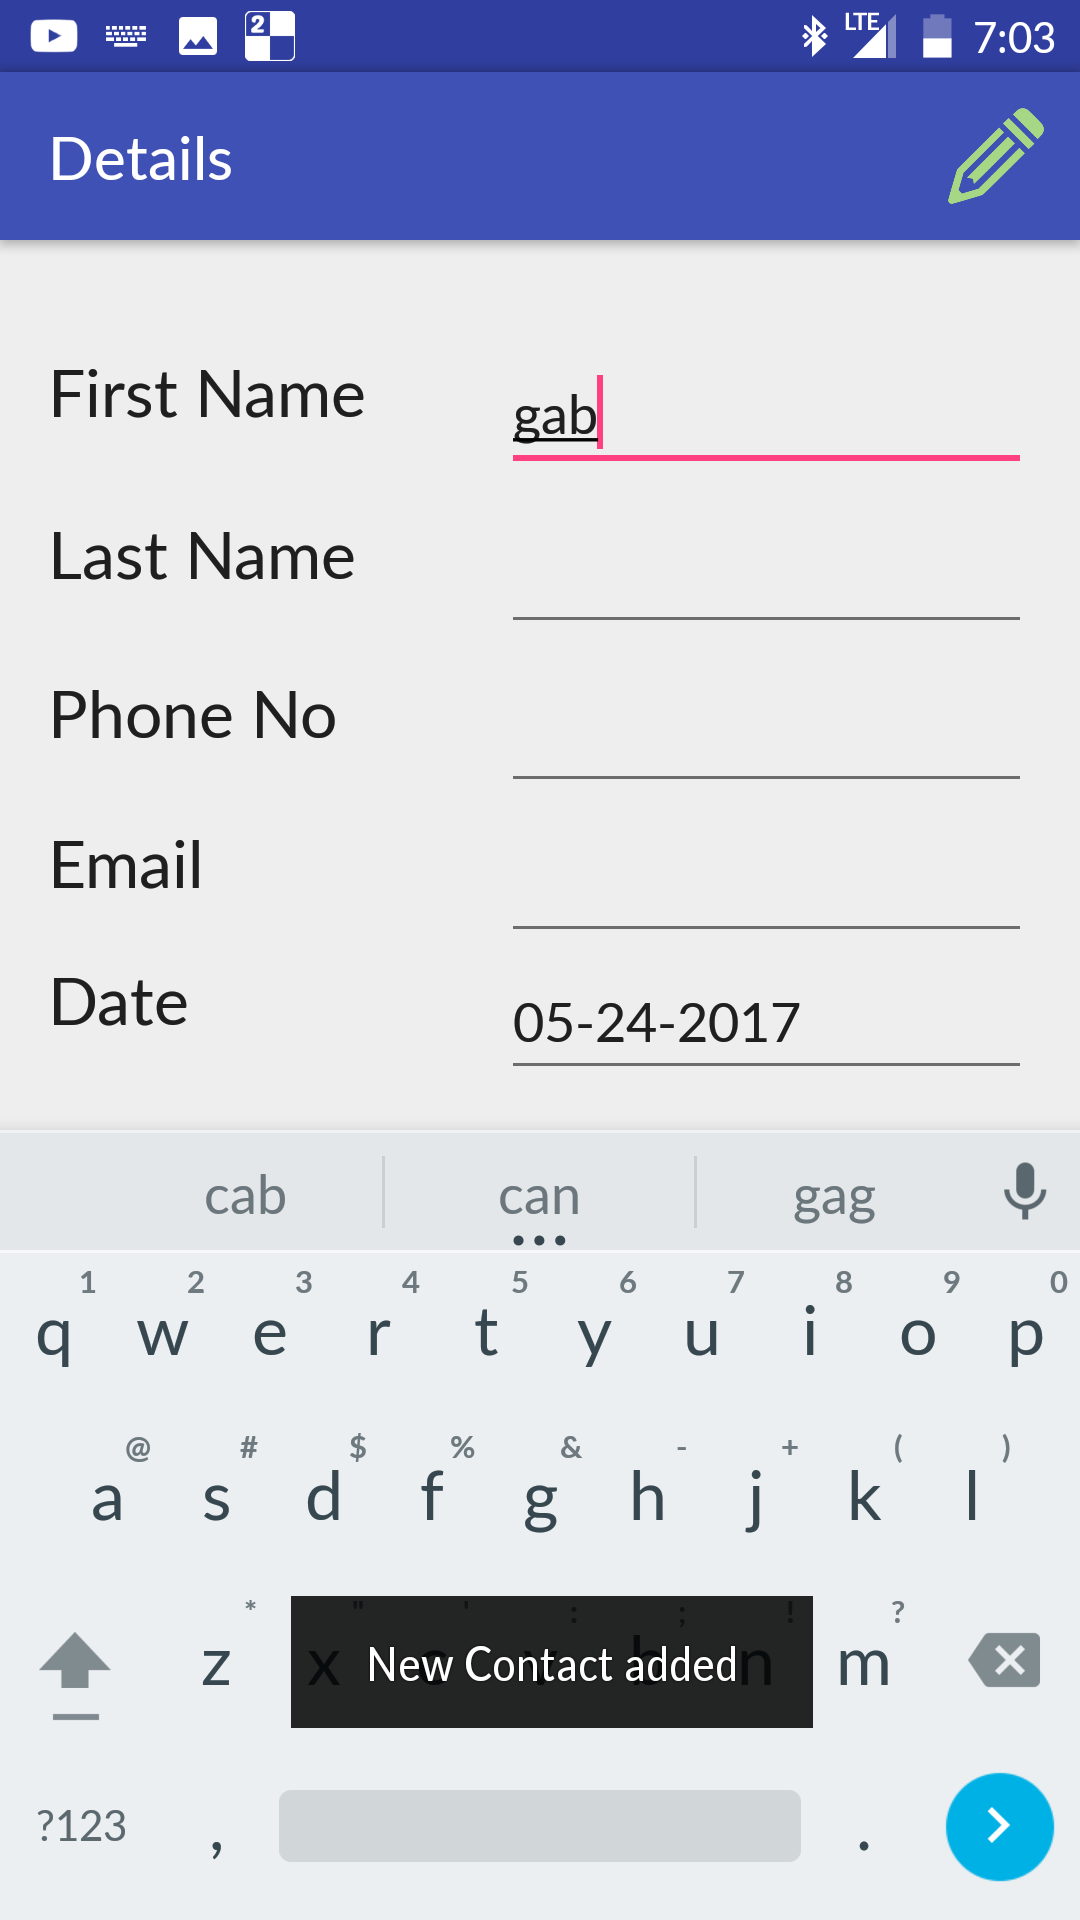 2 LTE 7:03
Details
First Name gab
Last Name
Phone No
Email
Date 05-24-2017
cab can gag
1 2 3 4 5 6 7 8 9 0
q w e r t y u i o p
@ # $ % & - + ( )
a s d f g h j k l
* " ' : ; ! ?
z x c v b n m
New Contact added
?123 , .